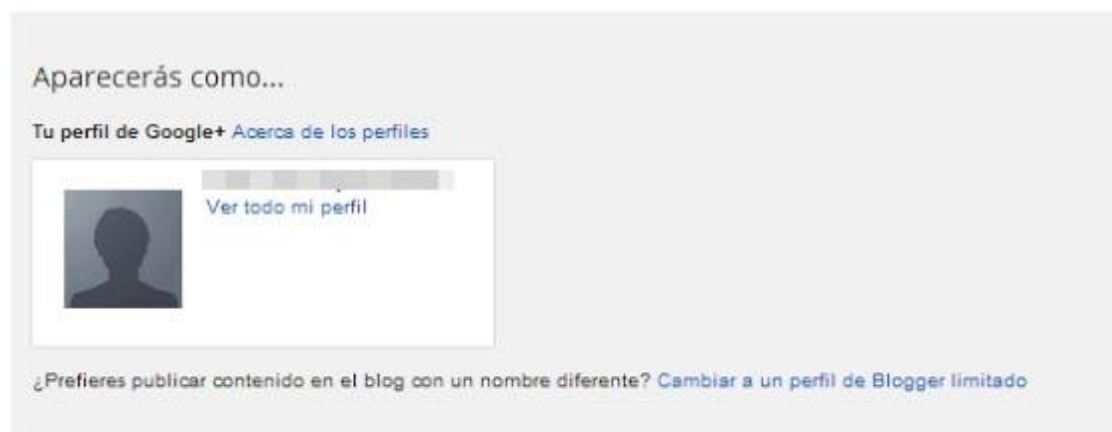 Aparecerás como...
Tu perfil de Google+ Acerca de los perfiles
Ver todo mi perfil
¿Prefieres publicar contenido en el blog con un nombre diferente? Cambiar a un perfil de Blogger limitado